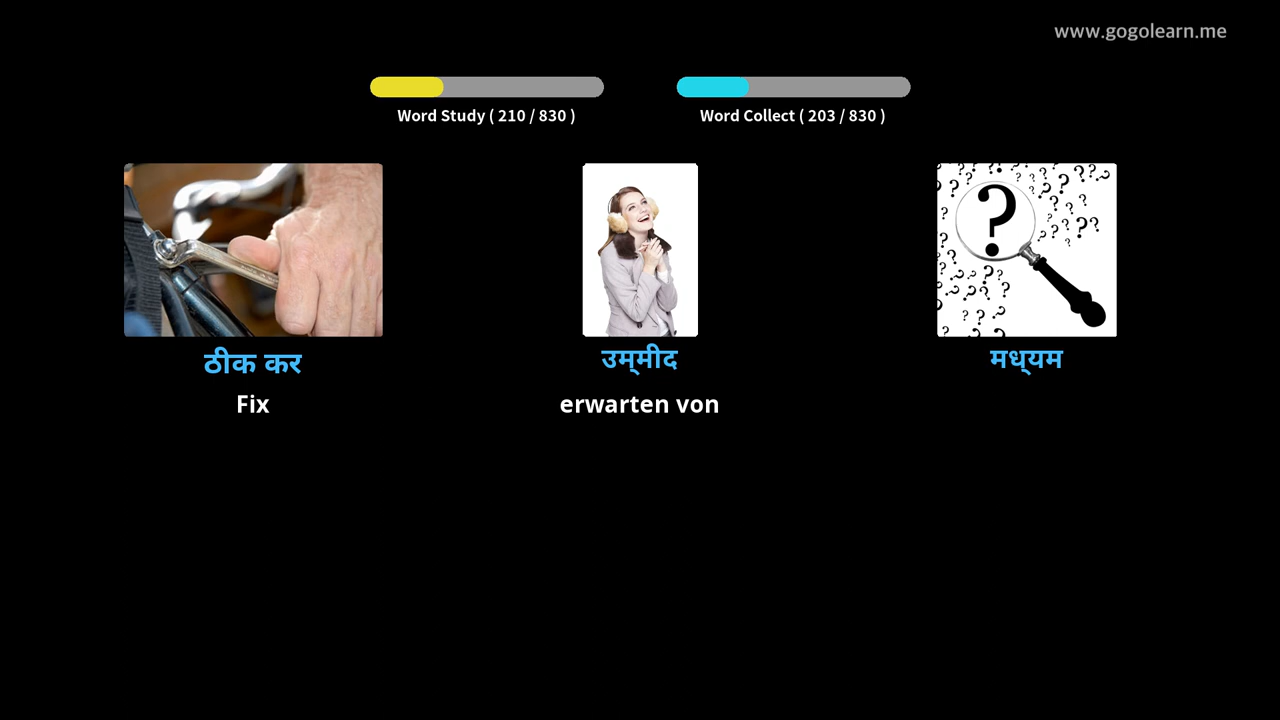 www.gogolearn.me
Word Study ( 210 / 830 )
Word Collect ( 203 / 830 )
ठीक कर
उम्‌मीद
मध्‌यम
Fix
erwarten von